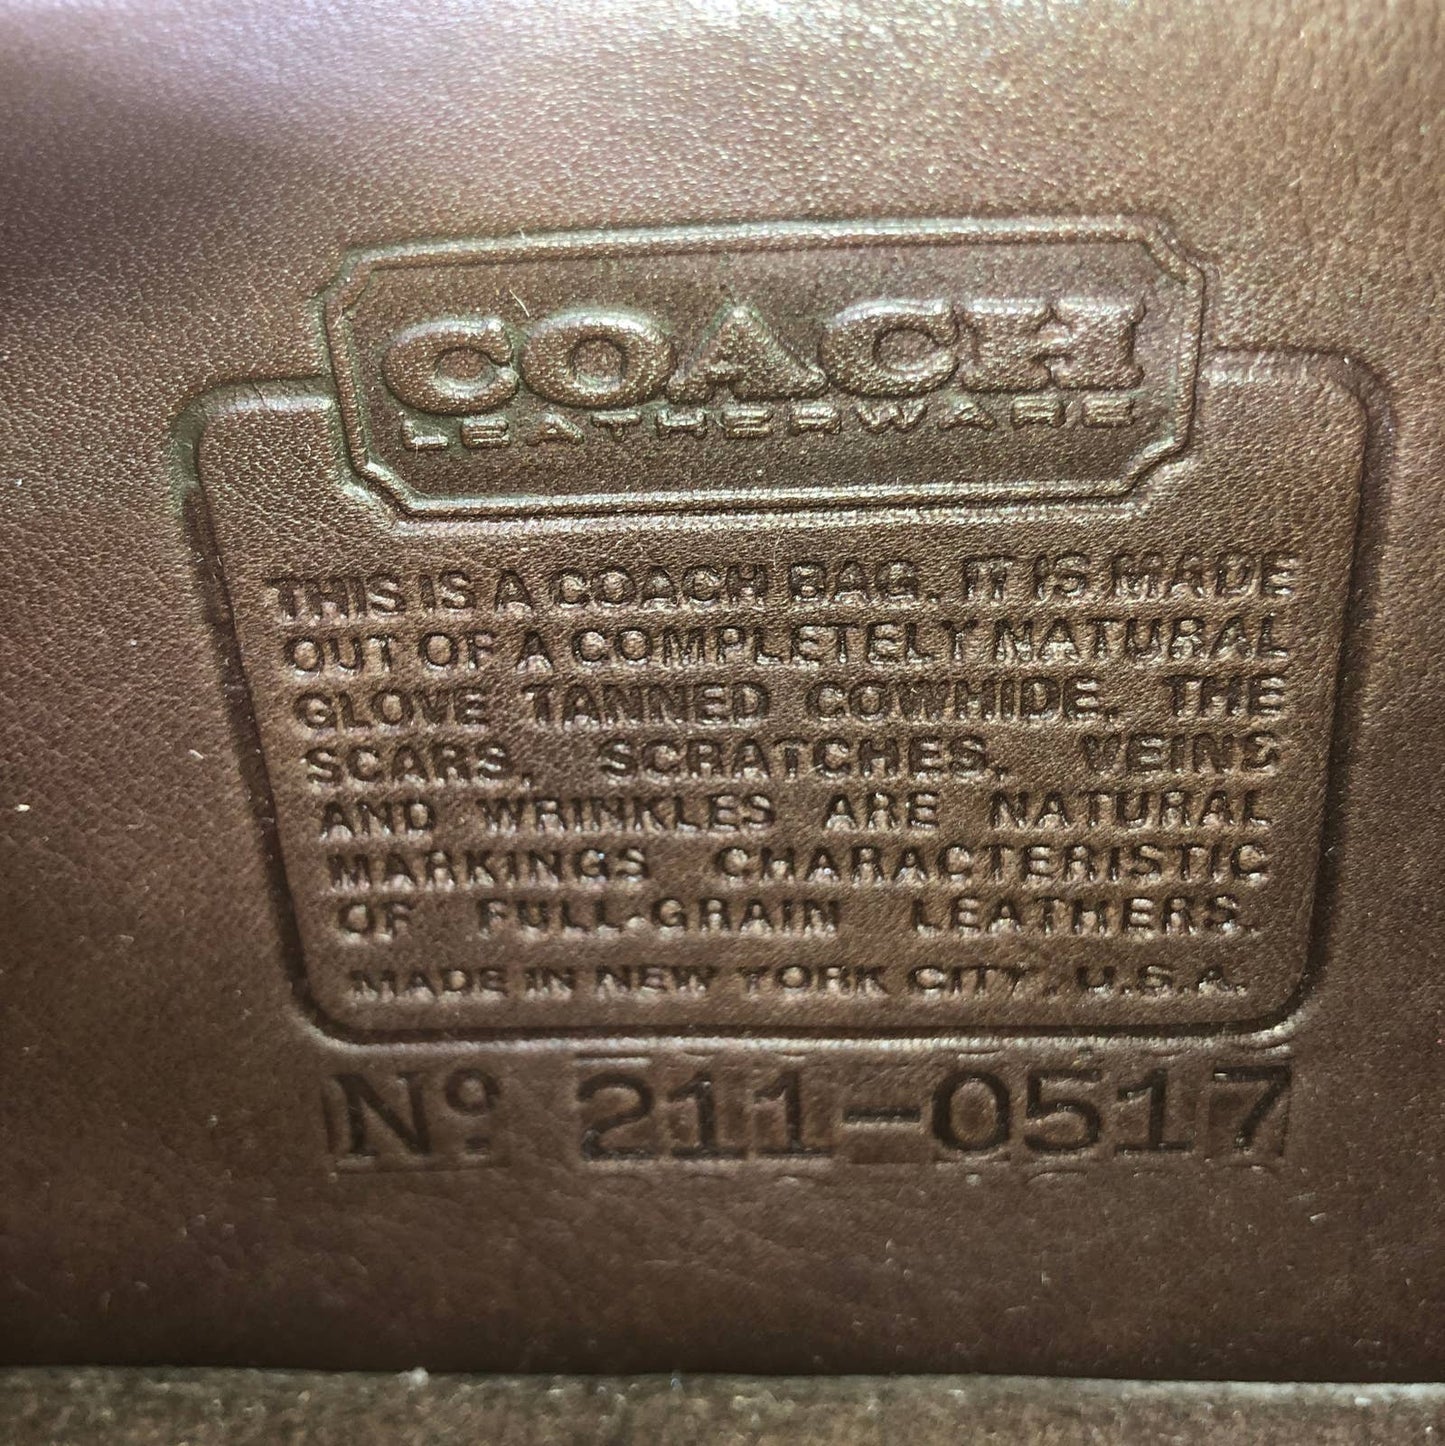 COACH
LEATHERWARE
THIS IS A COACH BAG. IT IS MADE
OUT OF A COMPLETELY NATURAL
GLOVE TANNED COWHIDE. THE
SCARS, SCRATCHES, VEINS
AND WRINKLES ARE NATURAL
MARKINGS CHARACTERISTIC
OF FULL-GRAIN LEATHERS.
MADE IN NEW YORK CITY, U.S.A.
Nº 211-0517